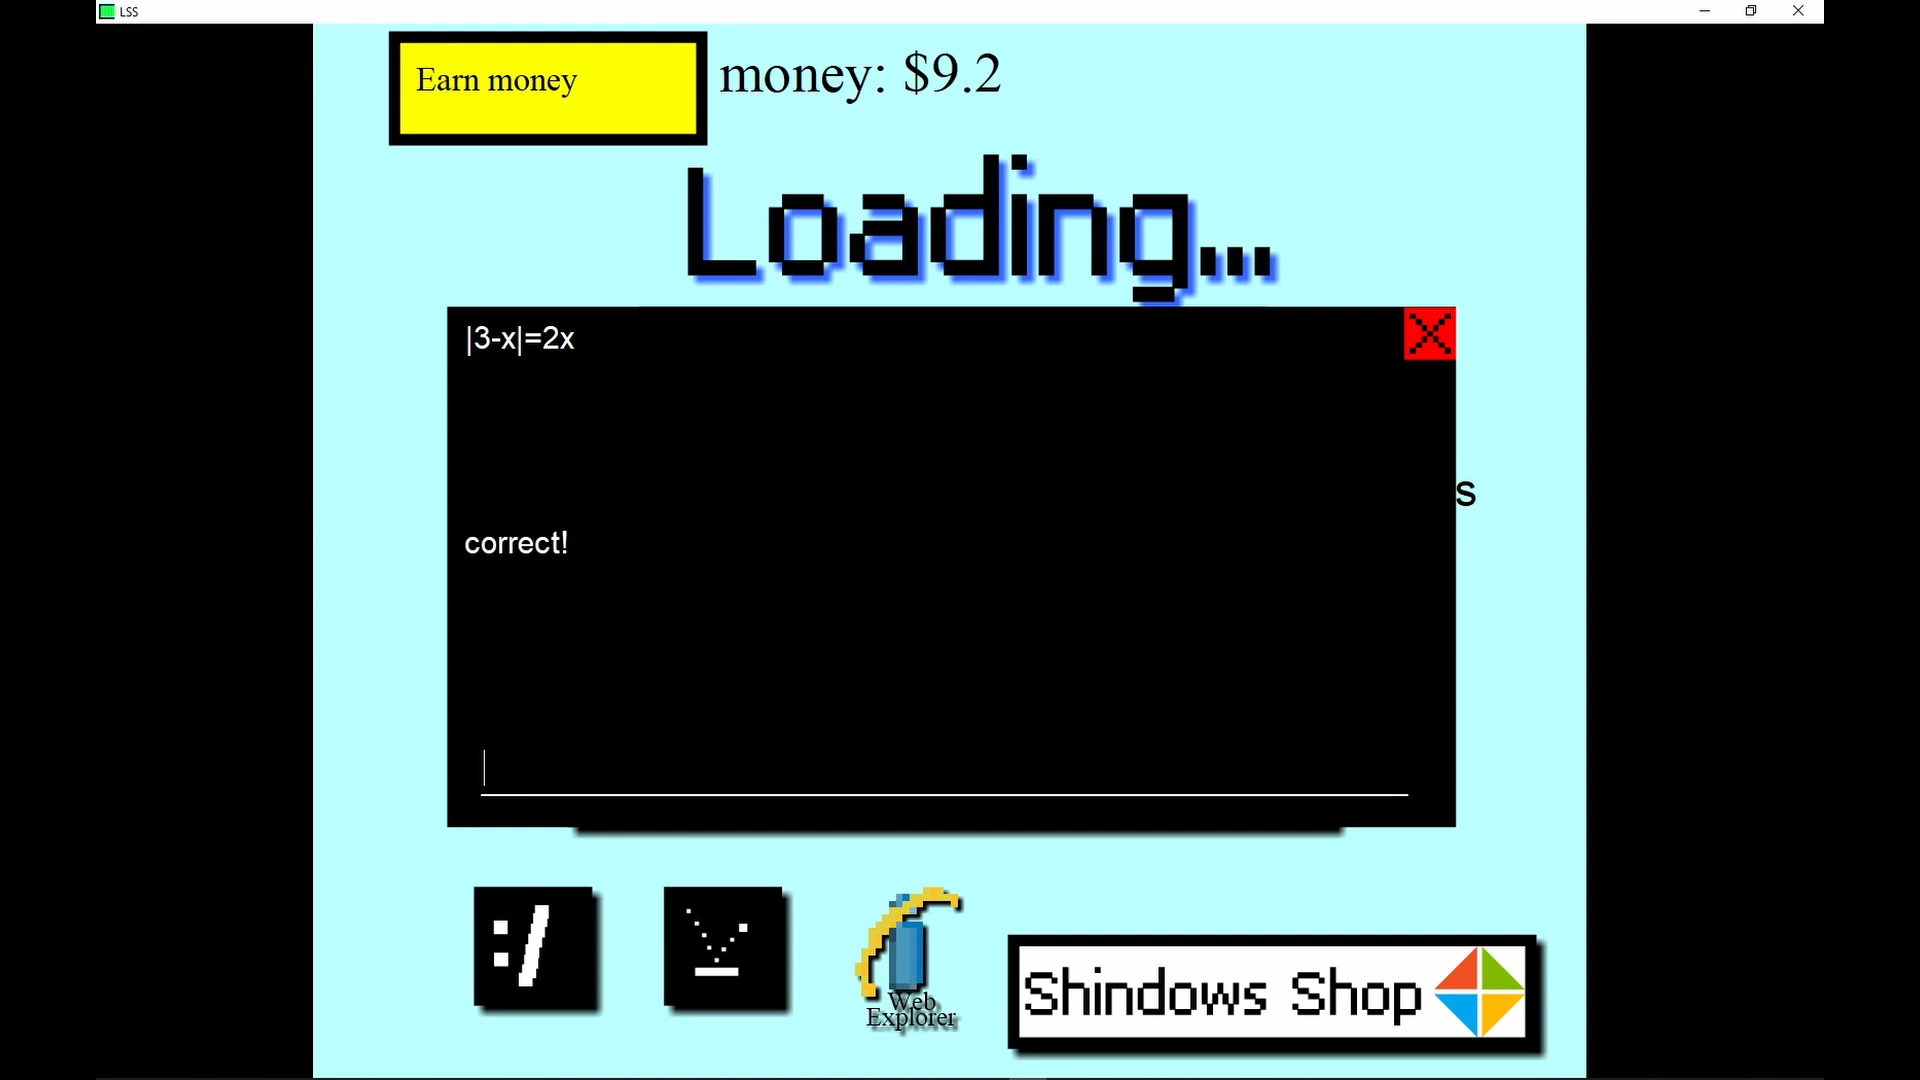 LSS
Earn money
money: $9.2
Loading...
|3-x|=2x
s
correct!
:/
Web
Explorer
Shindows Shop